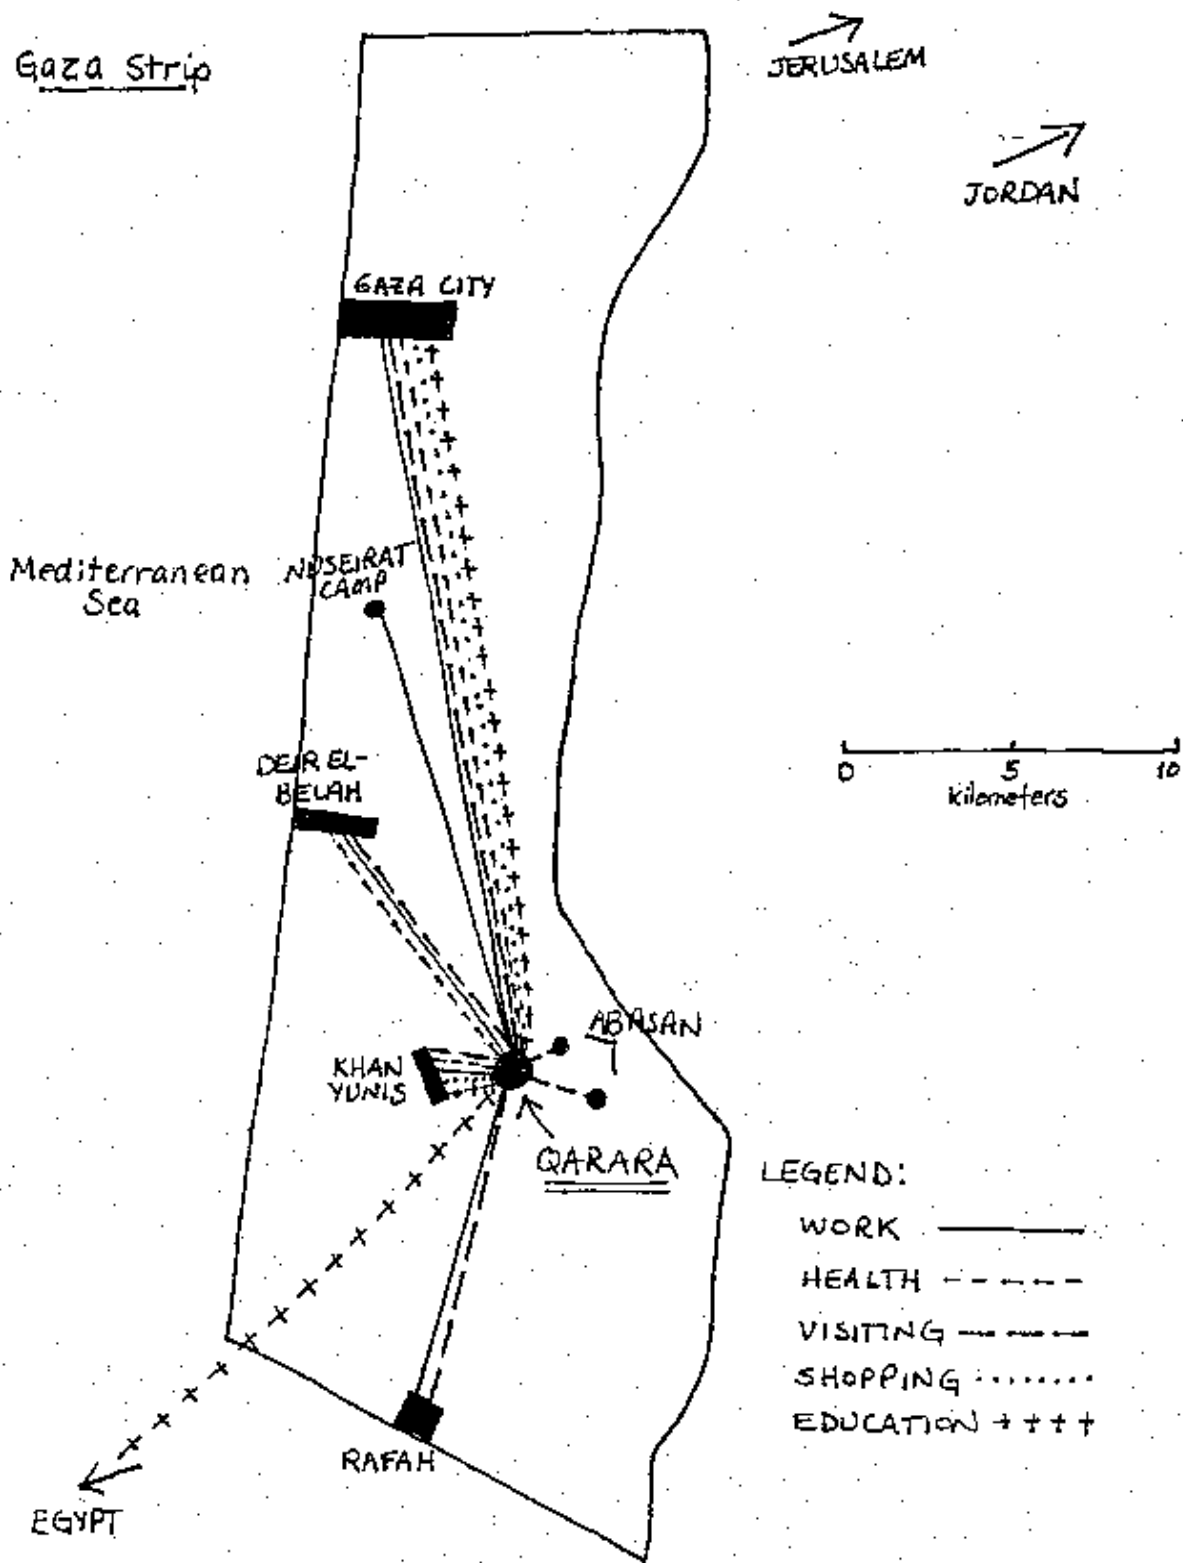 Gaza Strip
JERUSALEM
JORDAN
GAZA CITY
Mediterranean
Sea
NUSEIRAT
CAMP
DEIR EL-
BELAH
0 5 10
Kilometers
ABASAN
KHAN
YUNIS
QARARA
LEGEND:
WORK
HEALTH
VISITING
SHOPPING
EDUCATION
RAFAH
EGYPT